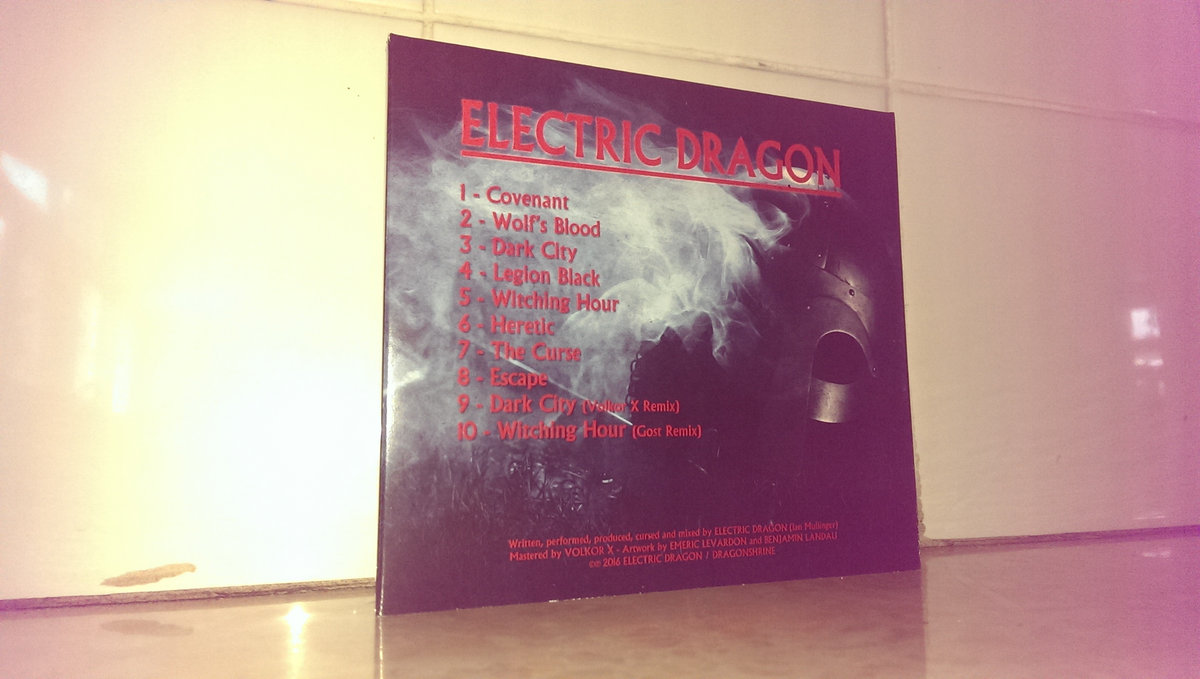 ELECTRIC DRAGON
1 - Covenant
2 - Wolf's Blood
3 - Dark City
4 - Legion Black
5 - Witching Hour
6 - Heretic
7 - The Curse
8 - Escape
9 - Dark City (Volkor X Remix)
10 - Witching Hour (Gost Remix)
Written, performed, produced, cursed and mixed by ELECTRIC DRAGON (Ian Mullinger)
Mastered by VOLKOR X - Artwork by EMERIC LEVARDON and BENJAMIN LANDAU
©℗ 2016 ELECTRIC DRAGON / DRAGONSHRINE